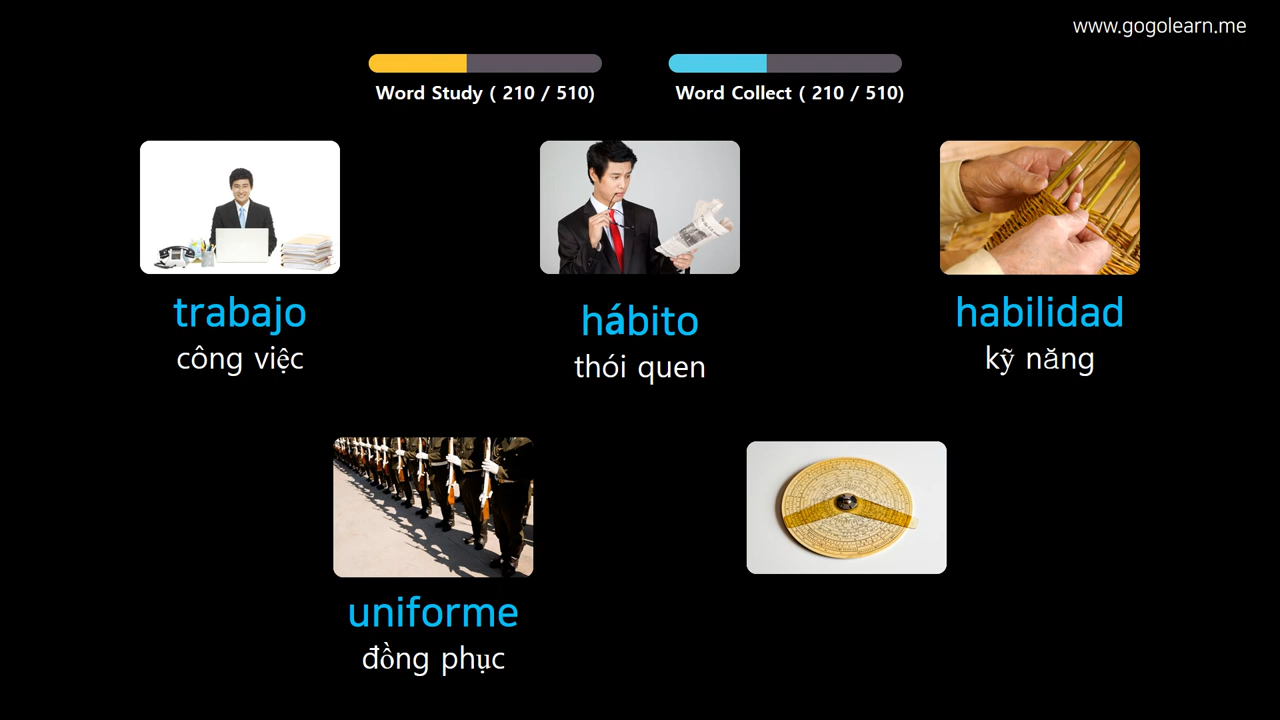 www.gogolearn.me
Word Study ( 210 / 510)
Word Collect ( 210 / 510)
trabajo
công việc
hábito
thói quen
habilidad
kỹ năng
uniforme
đồng phục